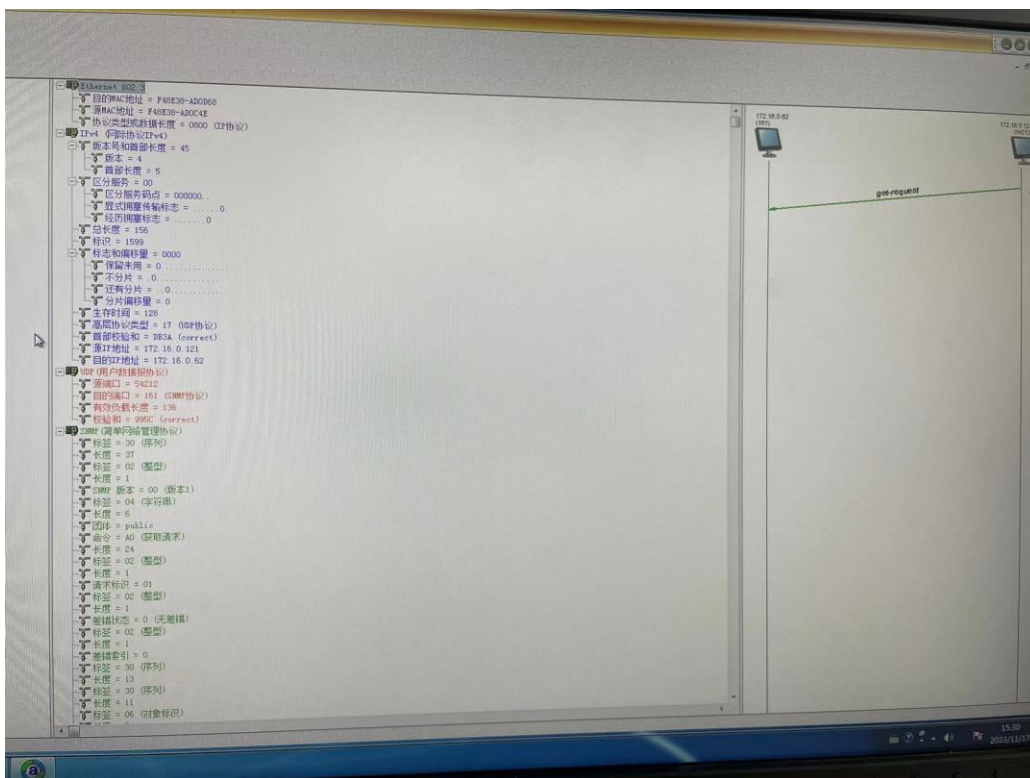 Ethernet 802.3
目的MAC地址 = F48E38-AD0D68
源MAC地址 = F48E38-AD0C4E
协议类型或数据长度 = 0800 (IP协议)
IPv4 (网际协议IPv4)
版本号和首部长度 = 45
版本 = 4
首部长度 = 5
区分服务 = 00
区分服务码点 = 000000..
显式拥塞传输标志 = ......0.
经历拥塞标志 = .......0
总长度 = 156
标识 = 1599
标志和偏移量 = 0000
保留未用 = 0...............
不分片 = .0..............
还有分片 = ..0.............
分片偏移量 = 0
生存时间 = 128
高层协议类型 = 17 (UDP协议)
首部校验和 = DB3A (correct)
源IP地址 = 172.16.0.121
目的IP地址 = 172.16.0.62
UDP (用户数据报协议)
源端口 = 54212
目的端口 = 161 (SNMP协议)
有效负载长度 = 136
校验和 = 995C (correct)
SNMP (简单网络管理协议)
标签 = 30 (序列)
长度 = 37
标签 = 02 (整型)
长度 = 1
SNMP 版本 = 00 (版本1)
标签 = 04 (字符串)
长度 = 6
团体 = public
命令 = A0 (获取请求)
长度 = 24
标签 = 02 (整型)
长度 = 1
请求标识 = 01
标签 = 02 (整型)
长度 = 1
差错状态 = 0 (无差错)
标签 = 02 (整型)
长度 = 1
差错索引 = 0
标签 = 30 (序列)
长度 = 13
标签 = 30 (序列)
长度 = 11
标签 = 06 (对象标识)
172.16.0.62
(161)
get-request
15:30
2023/11/17